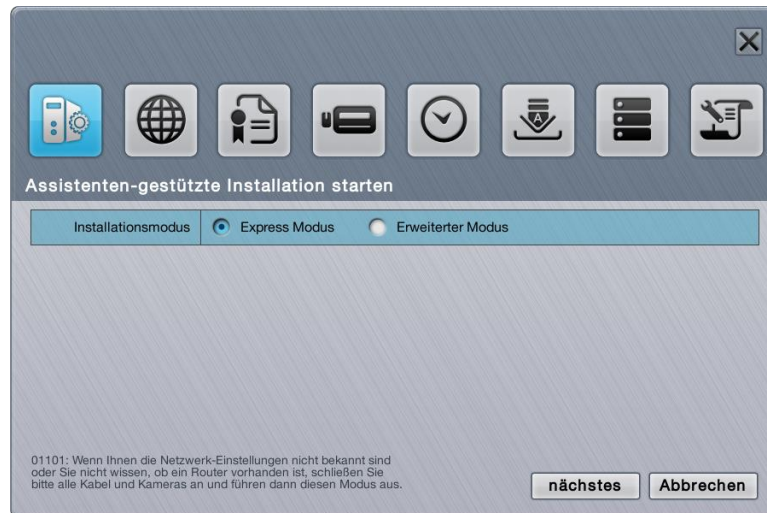 Assistenten-gestützte Installation starten
Installationsmodus Express Modus Erweiterter Modus
01101: Wenn Ihnen die Netzwerk-Einstellungen nicht bekannt sind
oder Sie nicht wissen, ob ein Router vorhanden ist, schließen Sie
bitte alle Kabel und Kameras an und führen dann diesen Modus aus.
nächstes Abbrechen